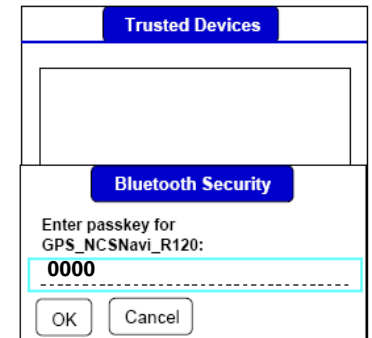 Trusted Devices
Bluetooth Security
Enter passkey for
GPS_NCSNavi_R120:
0000
OK Cancel